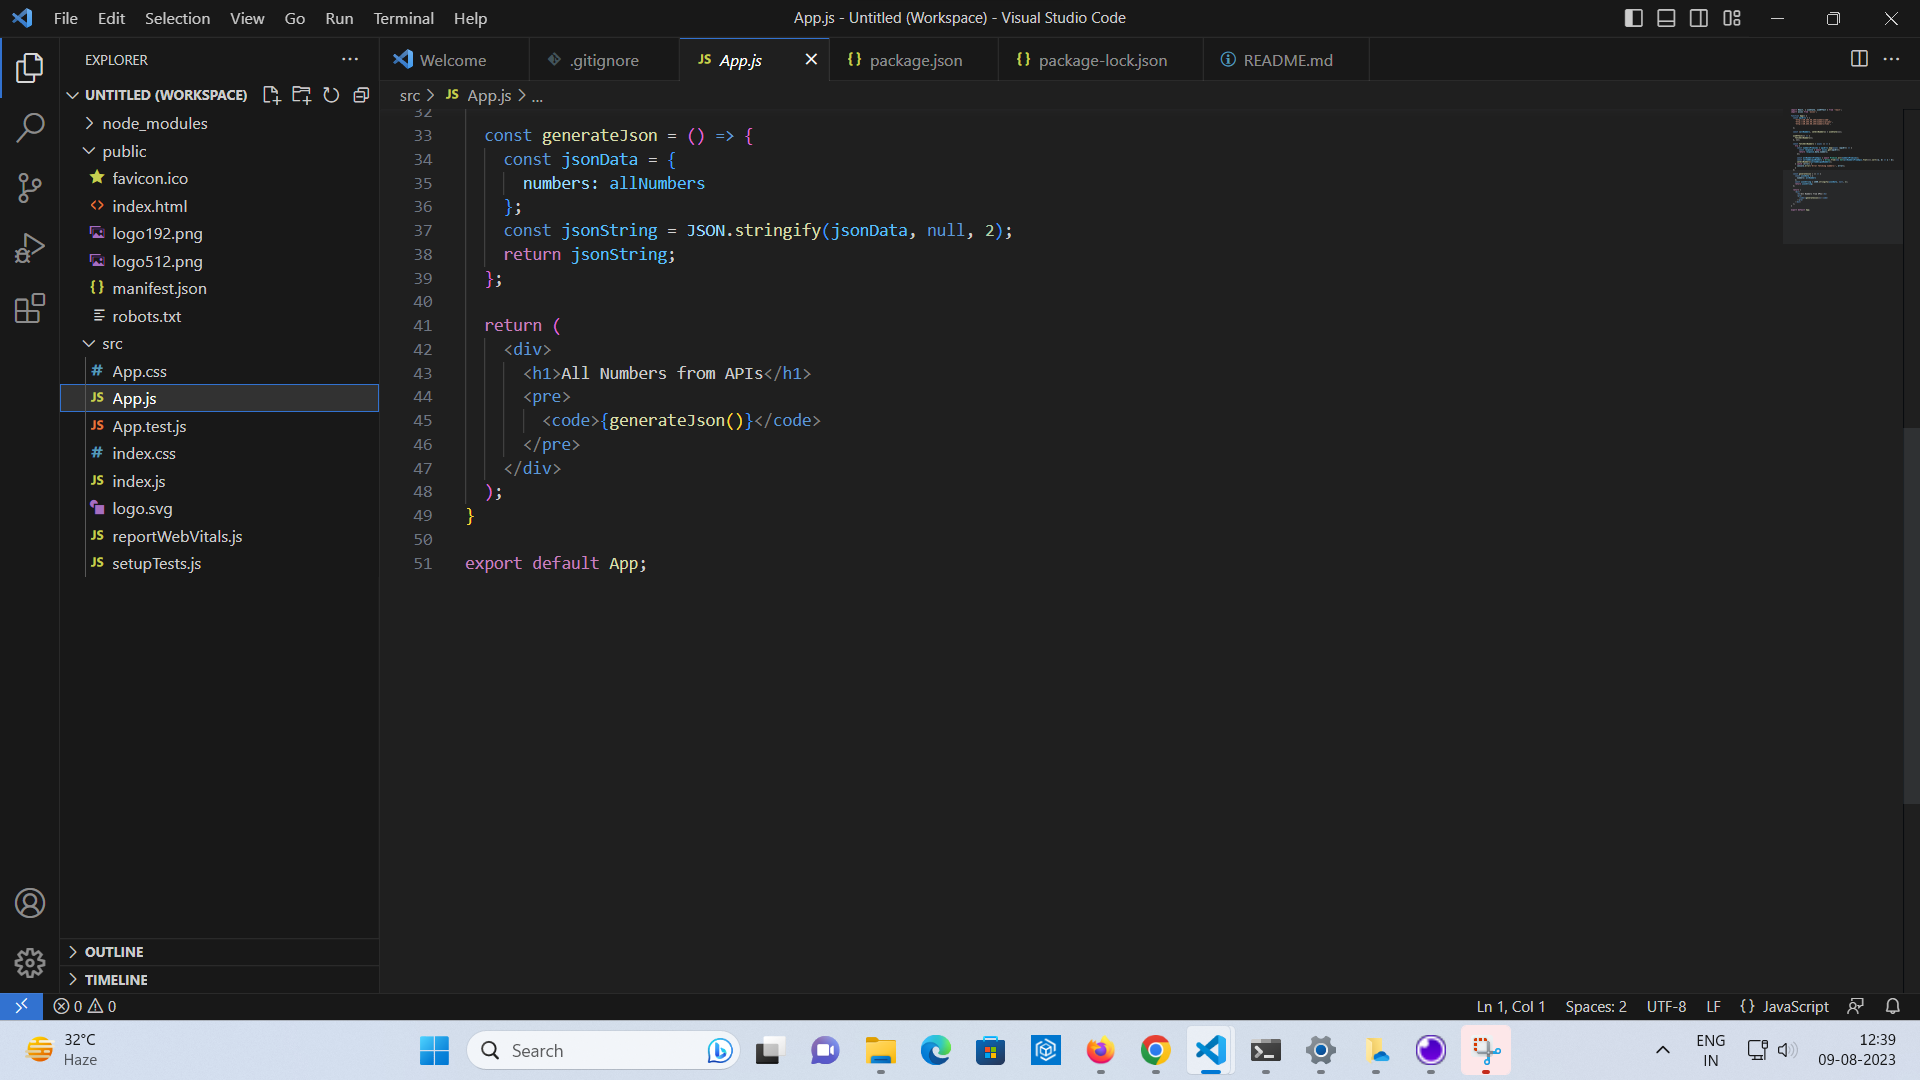 File Edit Selection View Go Run Terminal Help
App.js - Untitled (Workspace) - Visual Studio Code
EXPLORER
UNTITLED (WORKSPACE)
node_modules
public
favicon.ico
index.html
logo192.png
logo512.png
manifest.json
robots.txt
src
App.css
App.js
App.test.js
index.css
index.js
logo.svg
reportWebVitals.js
setupTests.js
OUTLINE
TIMELINE
Welcome .gitignore JS App.js {} package.json {} package-lock.json README.md
src > JS App.js > ...
32
33 const generateJson = () => {
34 const jsonData = {
35 numbers: allNumbers
36 };
37 const jsonString = JSON.stringify(jsonData, null, 2);
38 return jsonString;
39 };
40
41 return (
42 <div>
43 <h1>All Numbers from APIs</h1>
44 <pre>
45 <code>{generateJson()}</code>
46 </pre>
47 </div>
48 );
49 }
50
51 export default App;
0 0
Ln 1, Col 1 Spaces: 2 UTF-8 LF {} JavaScript
32°C
Haze
Search
ENG
IN
12:39
09-08-2023